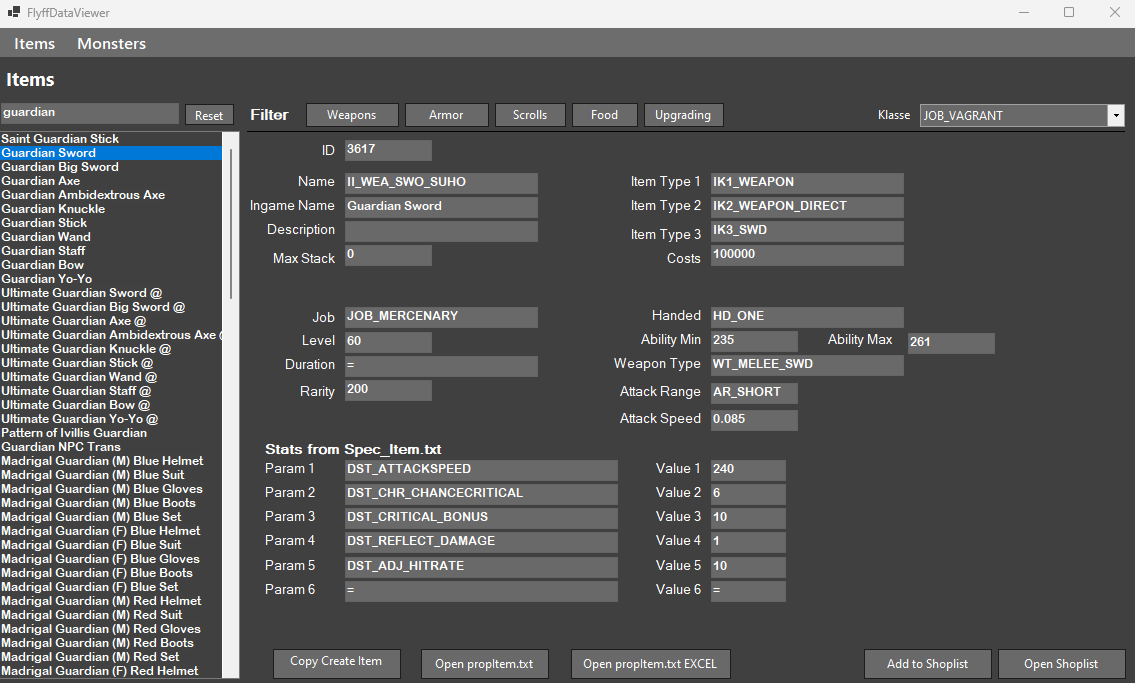 FlyffDataViewer
Items Monsters
Items
guardian
Reset
Filter
Weapons
Armor
Scrolls
Food
Upgrading
Klasse
JOB_VAGRANT
Saint Guardian Stick
Guardian Sword
Guardian Big Sword
Guardian Axe
Guardian Ambidextrous Axe
Guardian Knuckle
Guardian Stick
Guardian Wand
Guardian Staff
Guardian Bow
Guardian Yo-Yo
Ultimate Guardian Sword @
Ultimate Guardian Big Sword @
Ultimate Guardian Axe @
Ultimate Guardian Ambidextrous Axe @
Ultimate Guardian Knuckle @
Ultimate Guardian Stick @
Ultimate Guardian Wand @
Ultimate Guardian Staff @
Ultimate Guardian Bow @
Ultimate Guardian Yo-Yo @
Pattern of Ivillis Guardian
Guardian NPC Trans
Madrigal Guardian (M) Blue Helmet
Madrigal Guardian (M) Blue Suit
Madrigal Guardian (M) Blue Gloves
Madrigal Guardian (M) Blue Boots
Madrigal Guardian (M) Blue Set
Madrigal Guardian (F) Blue Helmet
Madrigal Guardian (F) Blue Suit
Madrigal Guardian (F) Blue Gloves
Madrigal Guardian (F) Blue Boots
Madrigal Guardian (F) Blue Set
Madrigal Guardian (M) Red Helmet
Madrigal Guardian (M) Red Suit
Madrigal Guardian (M) Red Gloves
Madrigal Guardian (M) Red Boots
Madrigal Guardian (M) Red Set
Madrigal Guardian (F) Red Helmet
ID 3617
Name II_WEA_SWO_SUHO
Ingame Name Guardian Sword
Description
Max Stack 0
Item Type 1 IK1_WEAPON
Item Type 2 IK2_WEAPON_DIRECT
Item Type 3 IK3_SWD
Costs 100000
Job JOB_MERCENARY
Level 60
Duration =
Rarity 200
Handed HD_ONE
Ability Min 235 Ability Max 261
Weapon Type WT_MELEE_SWD
Attack Range AR_SHORT
Attack Speed 0.085
Stats from Spec_Item.txt
Param 1 DST_ATTACKSPEED Value 1 240
Param 2 DST_CHR_CHANCECRITICAL Value 2 6
Param 3 DST_CRITICAL_BONUS Value 3 10
Param 4 DST_REFLECT_DAMAGE Value 4 1
Param 5 DST_ADJ_HITRATE Value 5 10
Param 6 = Value 6 =
Copy Create Item
Open propItem.txt
Open propItem.txt EXCEL
Add to Shoplist
Open Shoplist